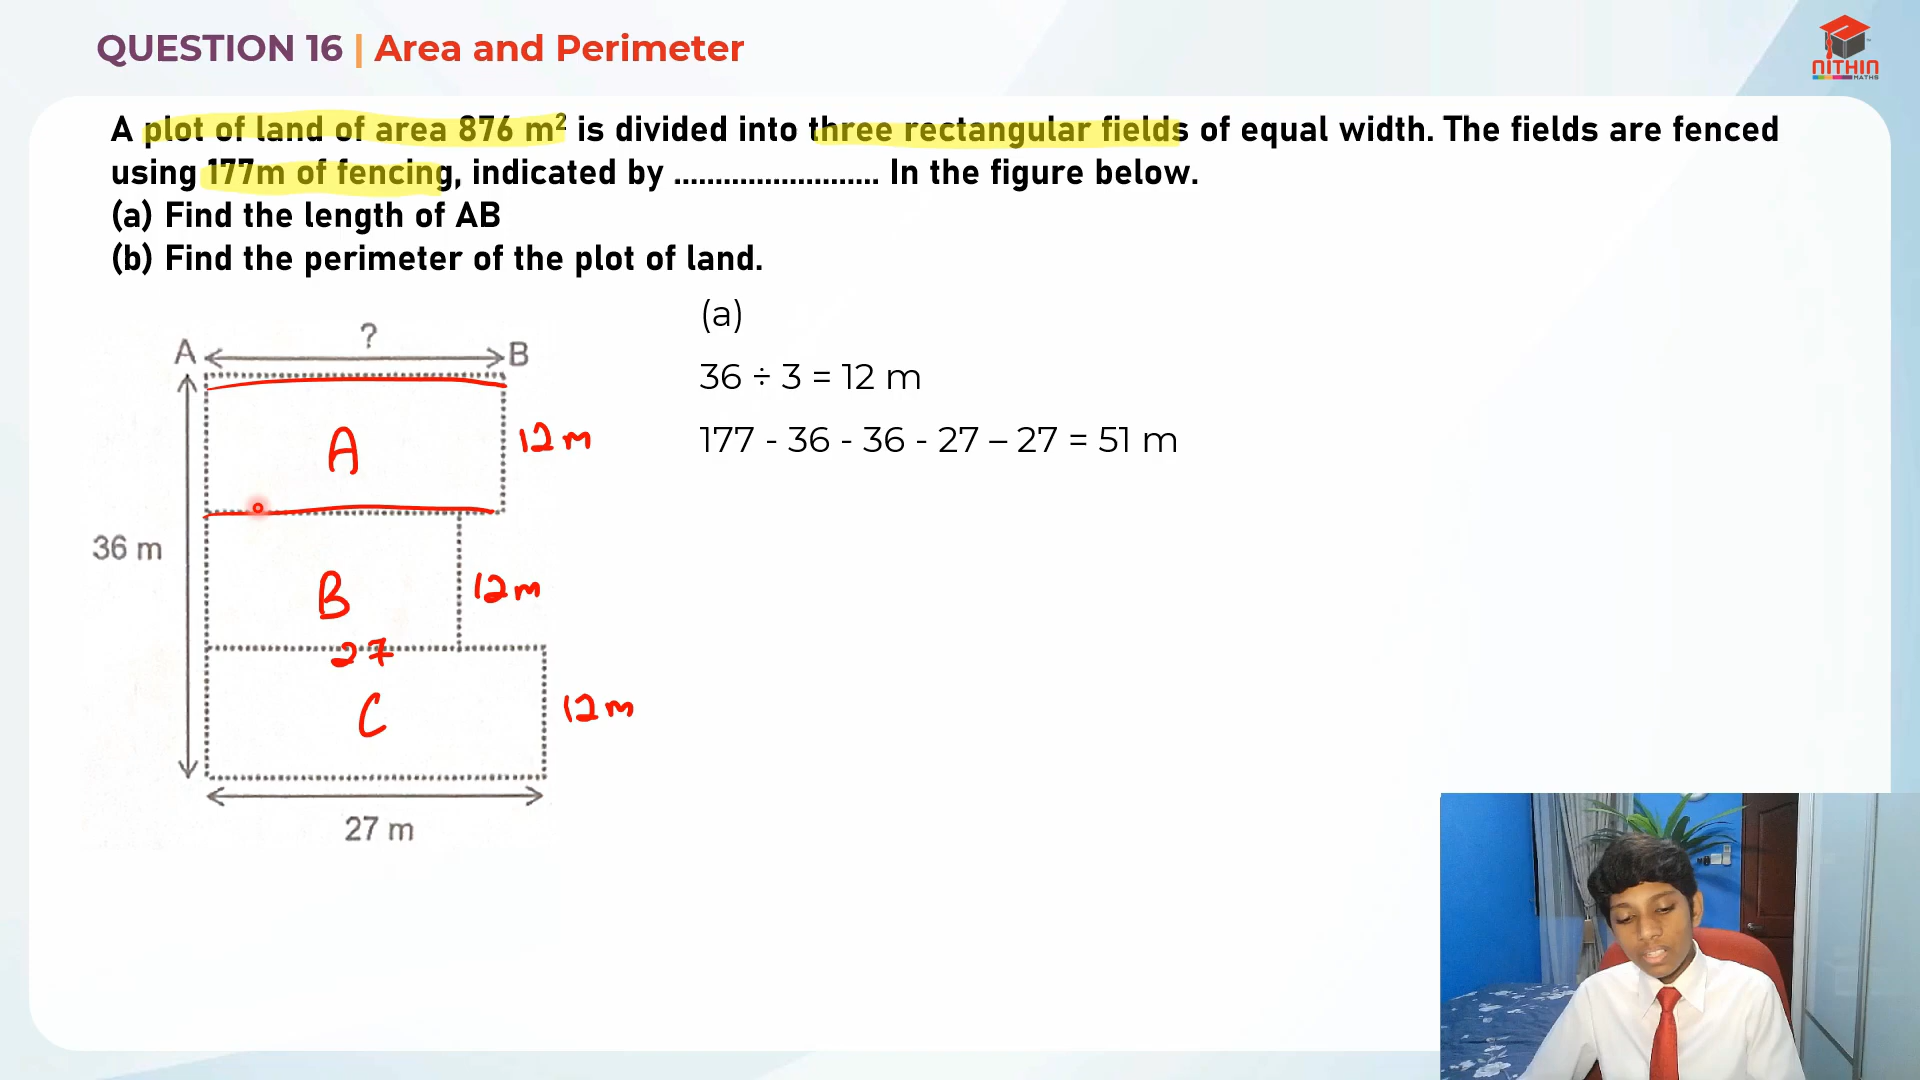 QUESTION 16 | Area and Perimeter
NITHIN
MATHS
A plot of land of area 876 m² is divided into three rectangular fields of equal width. The fields are fenced
using 177m of fencing, indicated by ......................... In the figure below.
(a) Find the length of AB
(b) Find the perimeter of the plot of land.
(a)
36 ÷ 3 = 12 m
177 - 36 - 36 - 27 – 27 = 51 m
?
A B
A 12m
36 m
B 12m
27
C 12m
27 m